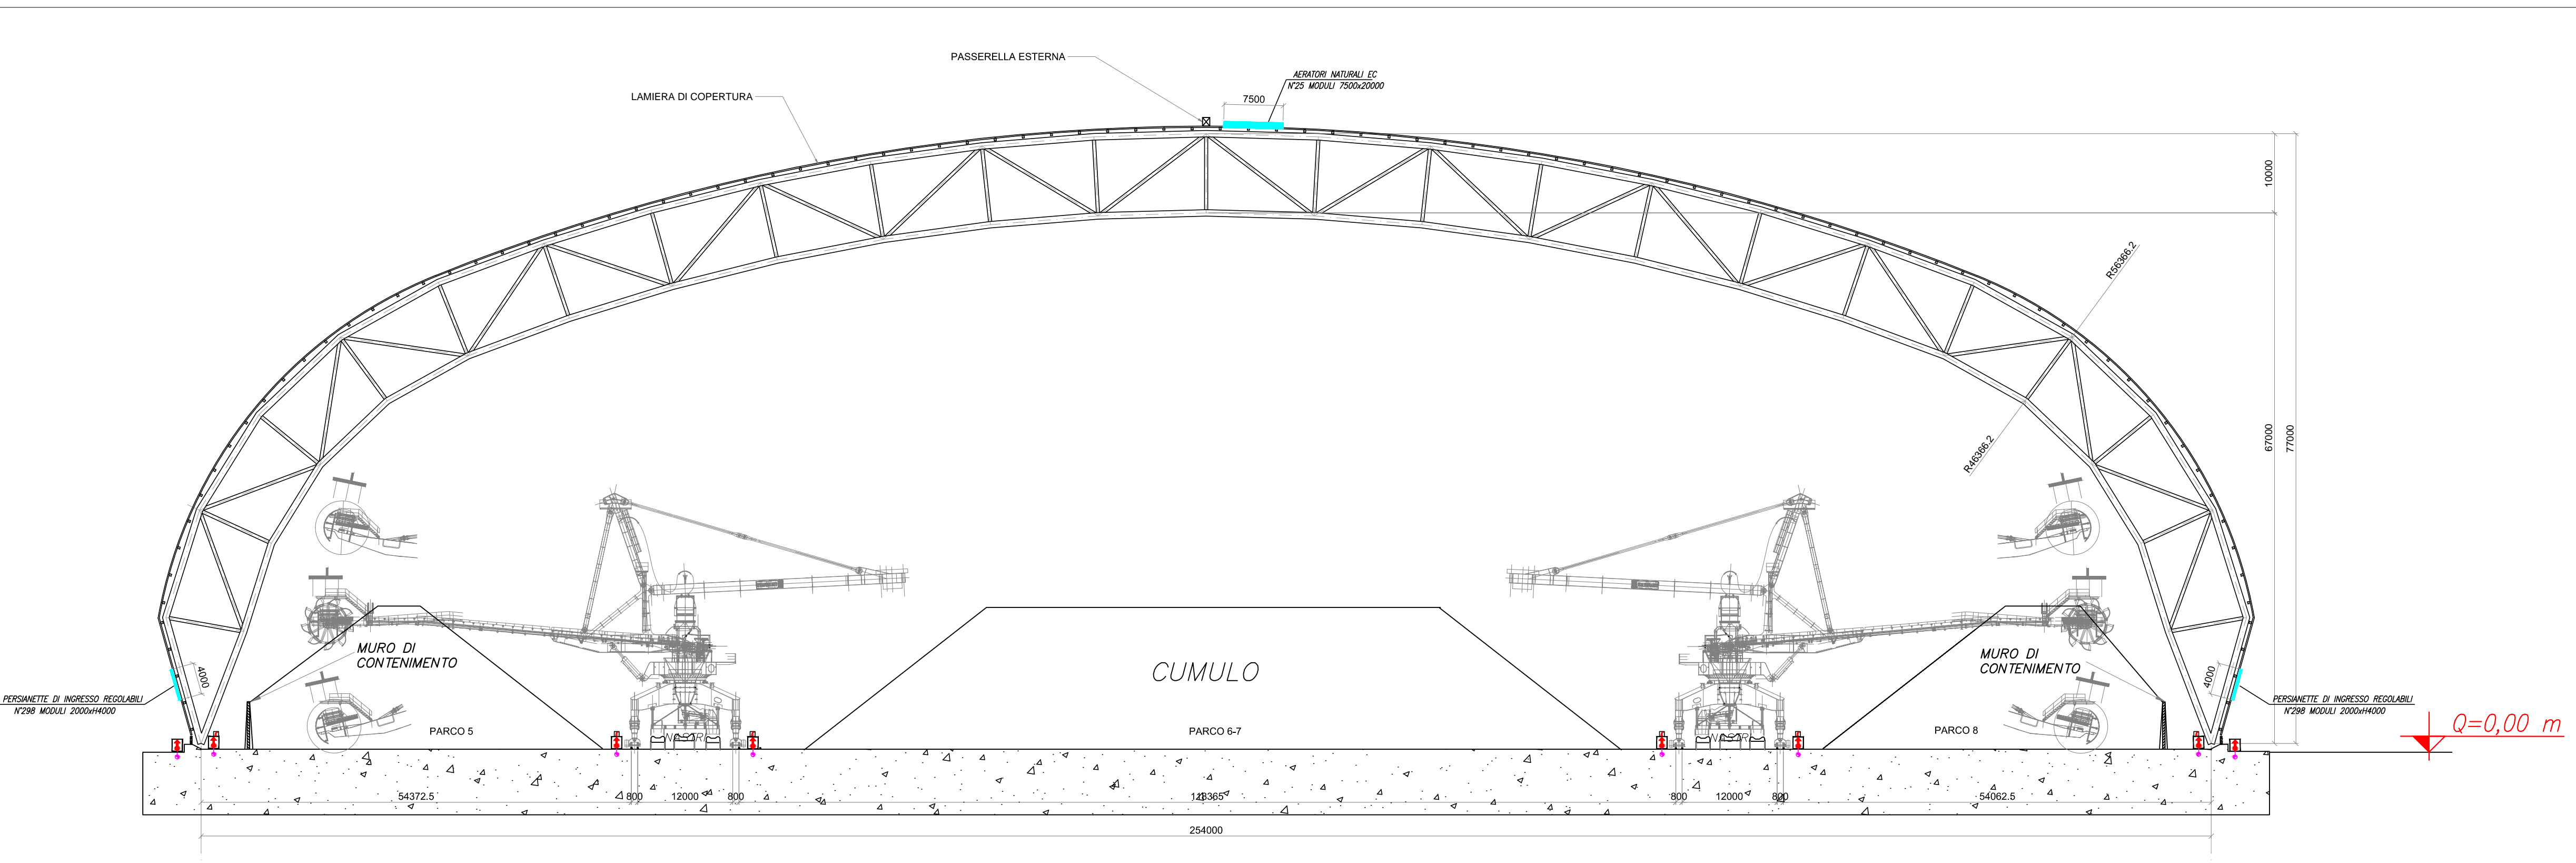 PASSERELLA ESTERNA
AERATORI NATURALI EC
N°25 MODULI 7500x20000
LAMIERA DI COPERTURA
7500
10000
R56366.2
67000
77000
R46366.2
MURO DI
CONTENIMENTO
MURO DI
CONTENIMENTO
CUMULO
4000
4000
PERSIANETTE DI INGRESSO REGOLABILI
N°298 MODULI 2000xH4000
PERSIANETTE DI INGRESSO REGOLABILI
N°298 MODULI 2000xH4000
Q=0,00 m
PARCO 5
PARCO 6-7
PARCO 8
NASTRI
NASTRI
54372.5
800
12000
800
800
12000
800
54062.5
254000